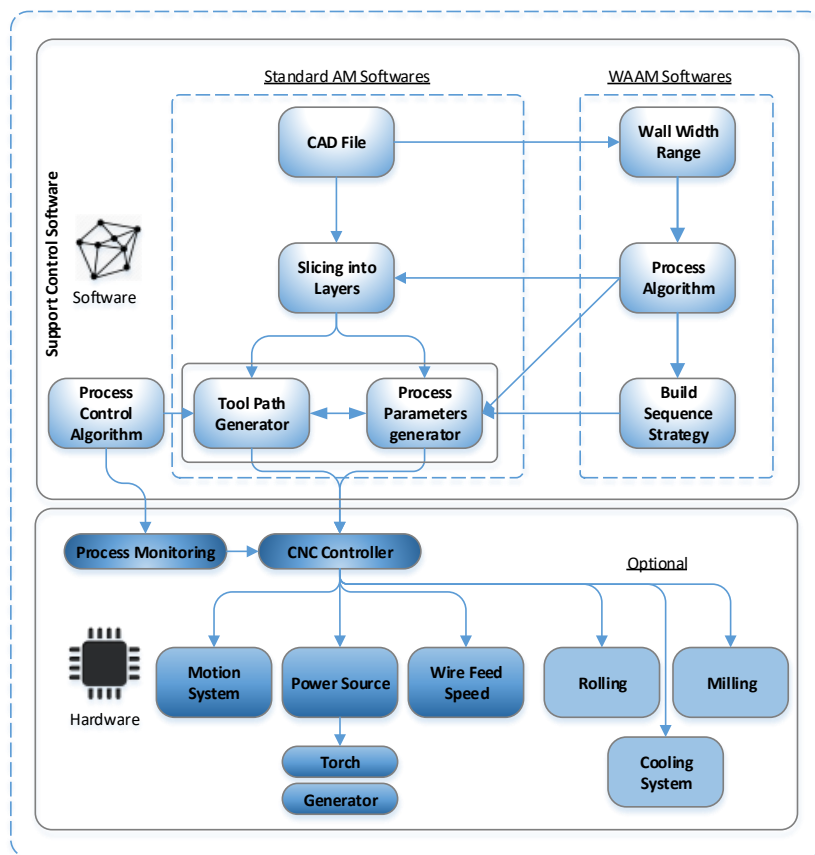 Standard AM Softwares
WAAM Softwares
CAD File
Wall Width
Range
Support Control Software
Software
Slicing into
Layers
Process
Algorithm
Process
Control
Algorithm
Tool Path
Generator
Process
Parameters
generator
Build
Sequence
Strategy
Process Monitoring
CNC Controller
Optional
Hardware
Motion
System
Power Source
Wire Feed
Speed
Rolling
Milling
Torch
Generator
Cooling
System